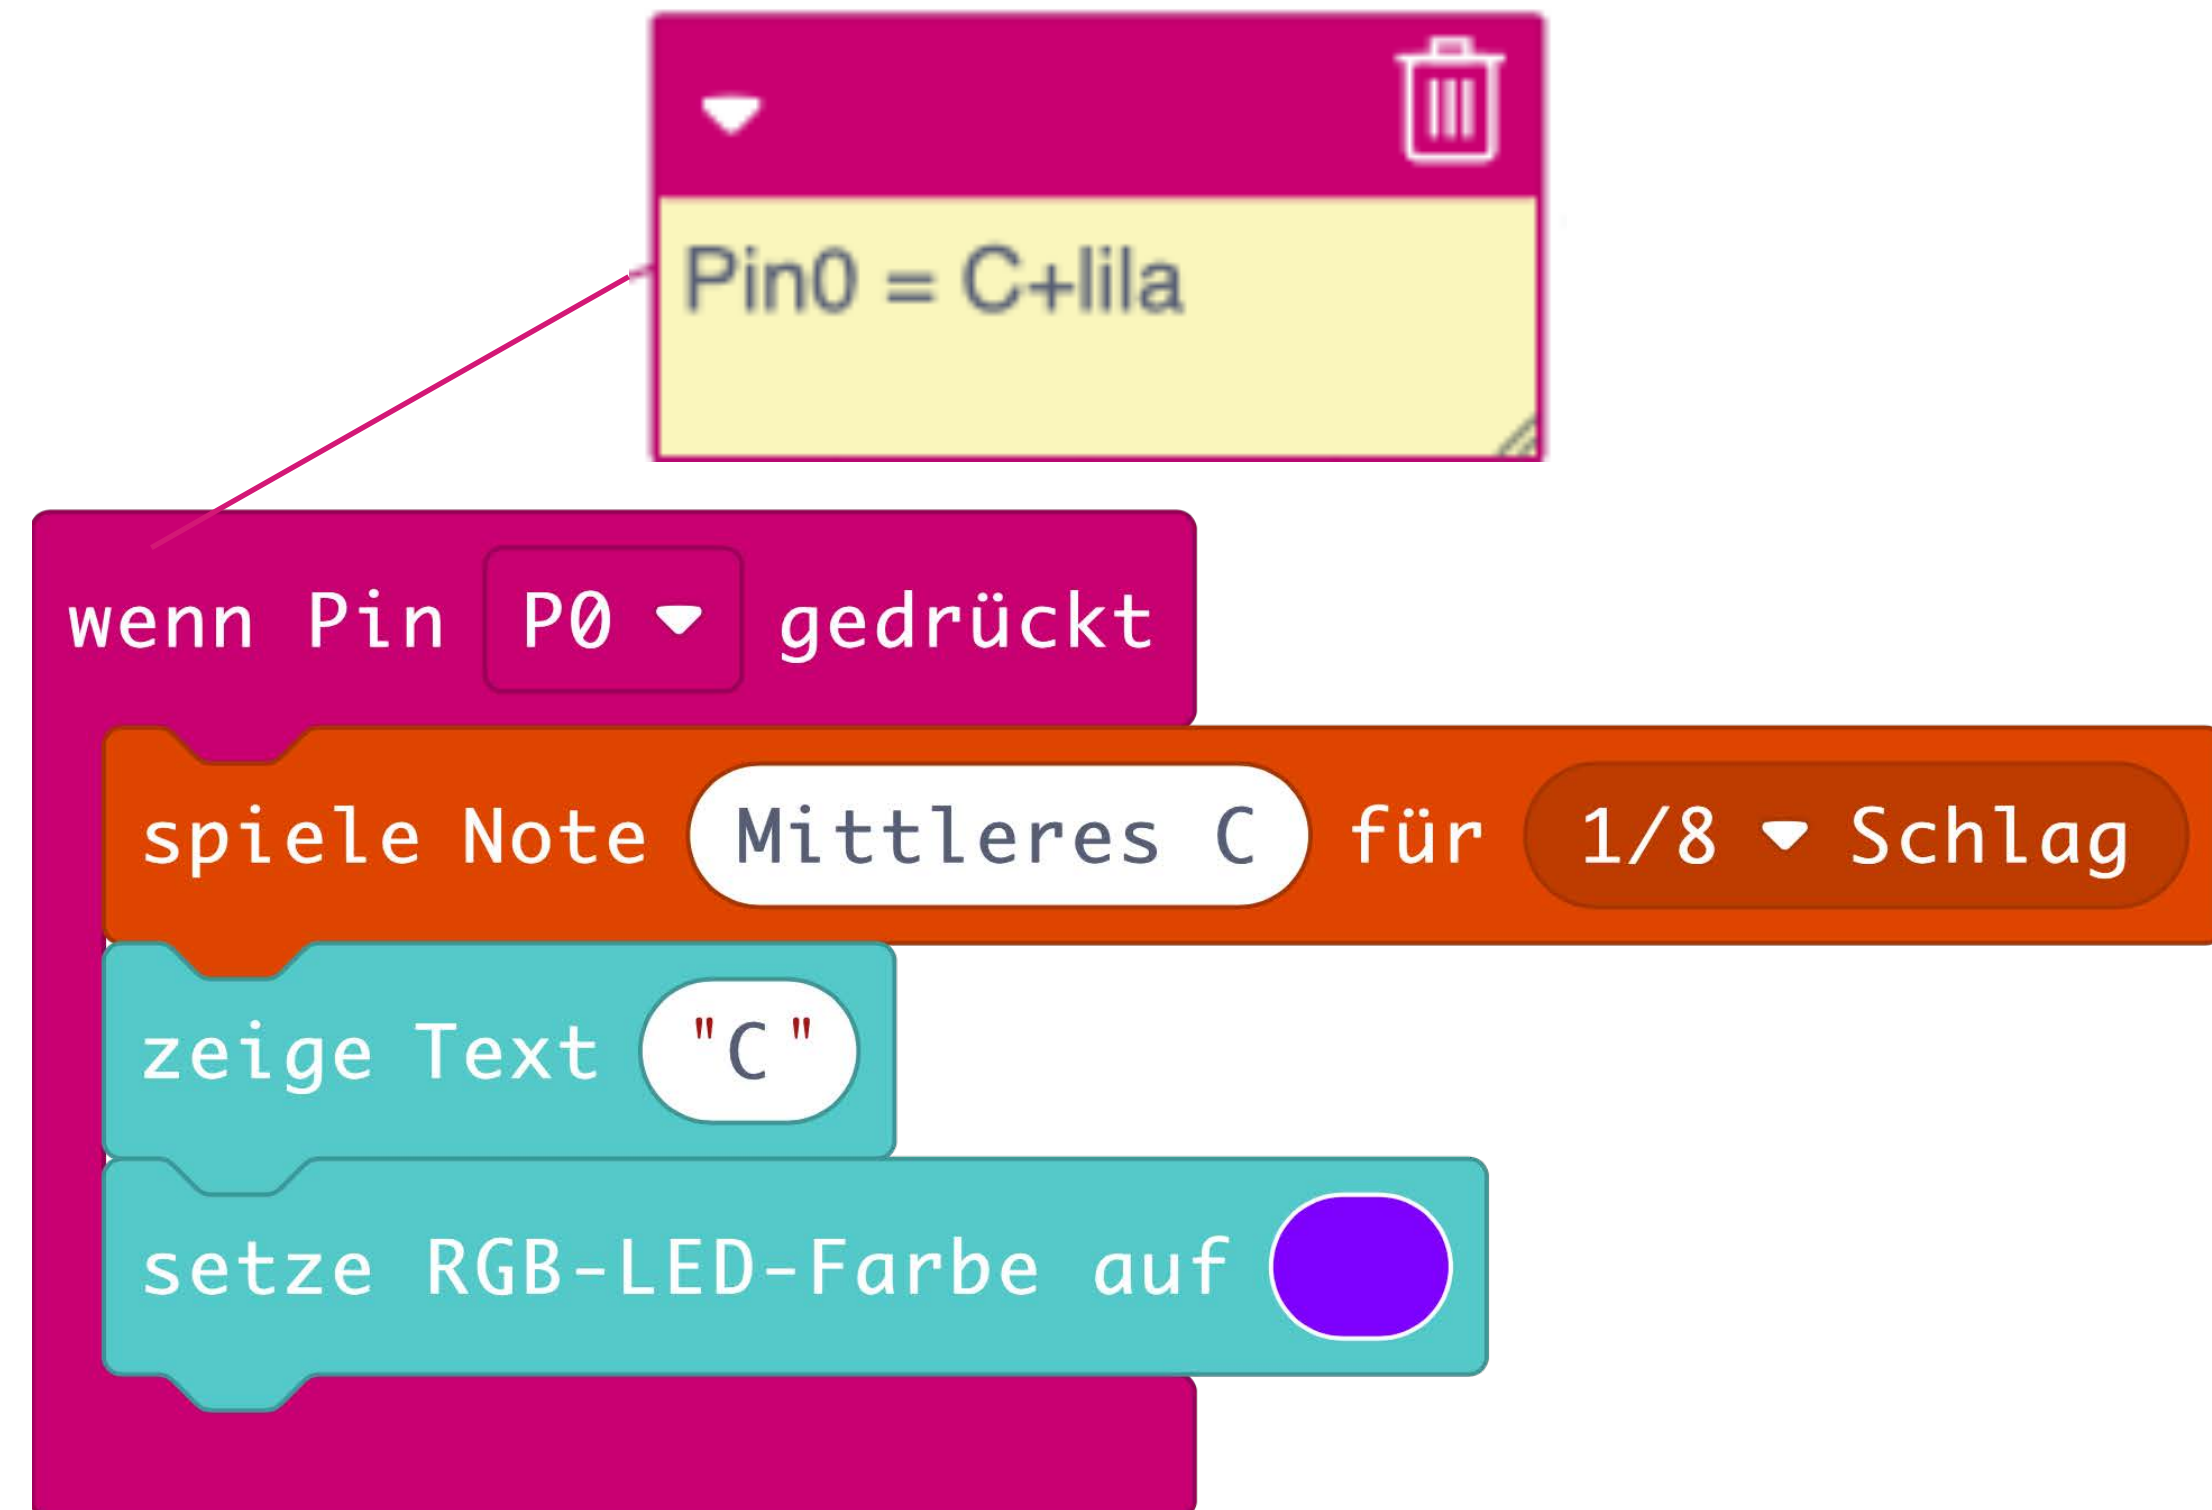 Pin0 = C+lila
wenn Pin P0 gedrückt
spiele Note Mittleres C für 1/8 Schlag
zeige Text "C"
setze RGB-LED-Farbe auf